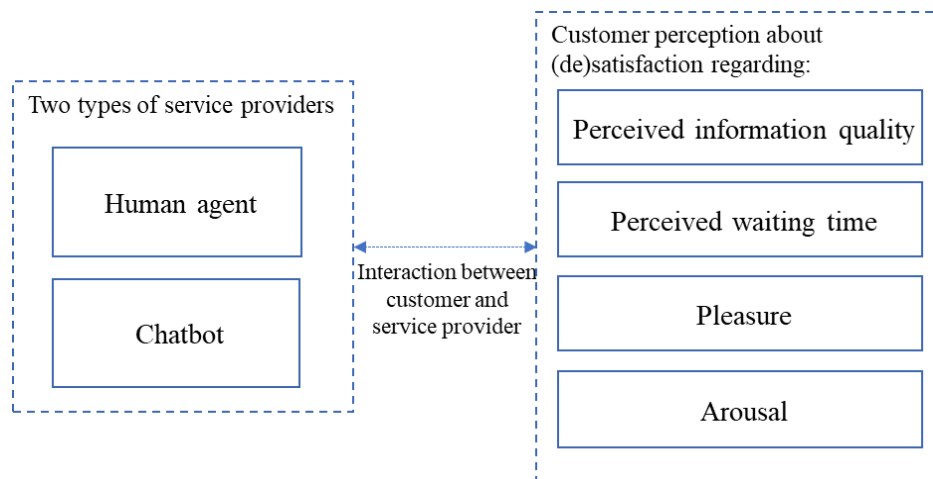 Two types of service providers
Human agent
Chatbot
Interaction between
customer and
service provider
Customer perception about
(de)satisfaction regarding:
Perceived information quality
Perceived waiting time
Pleasure
Arousal